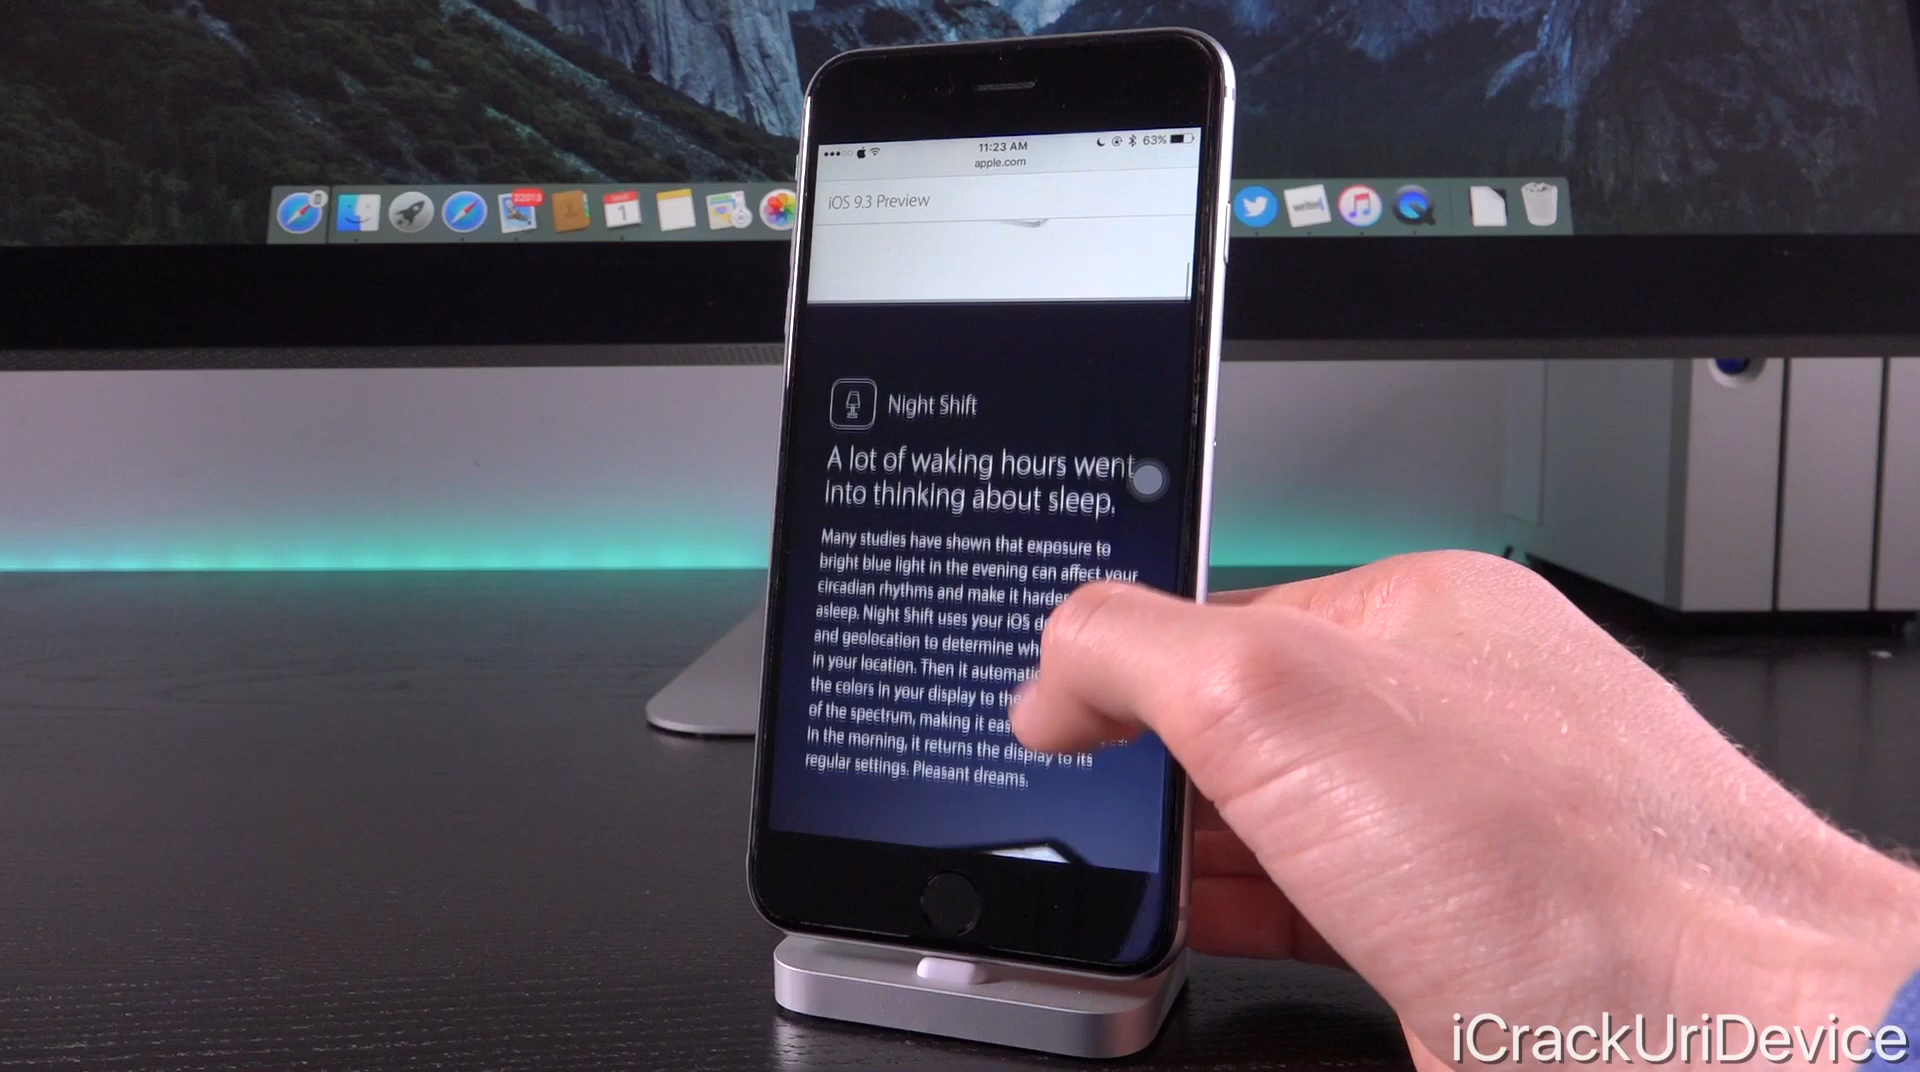 11:23 AM
63%
apple.com
iOS 9.3 Preview
1
writer
Night Shift
A lot of waking hours went
into thinking about sleep.
Many studies have shown that exposure to
bright blue light in the evening can affect your
circadian rhythms and make it harder
asleep. Night Shift uses your iOS
and geolocation to determine
in your location. Then it
the colors in your display to the
of the spectrum, making it
In the morning, it returns the display to its
regular settings. Pleasant dreams.
iCrackUriDevice